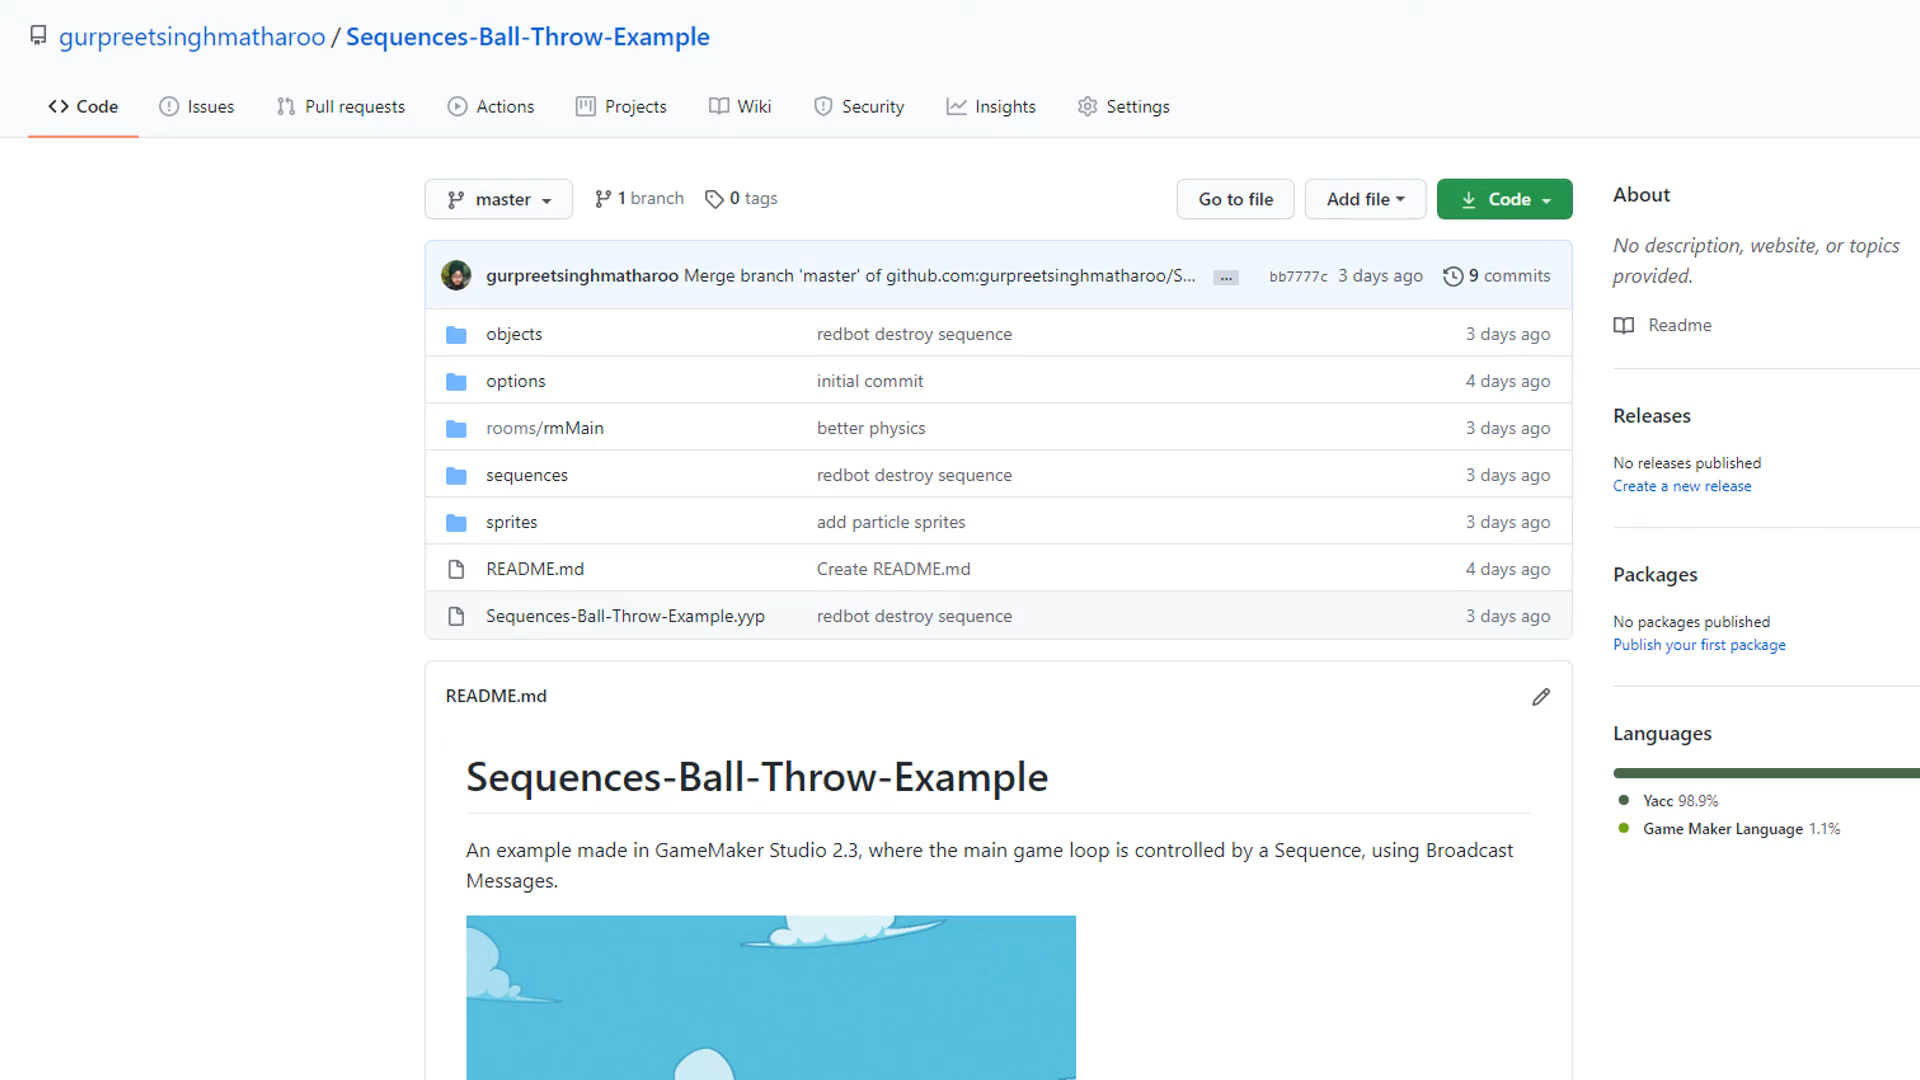 gurpreetsinghmatharoo / Sequences-Ball-Throw-Example
Code Issues Pull requests Actions Projects Wiki Security Insights Settings
master 1 branch 0 tags Go to file Add file Code
gurpreetsinghmatharoo Merge branch 'master' of github.com:gurpreetsinghmatharoo/S... ... bb7777c 3 days ago 9 commits
objects redbot destroy sequence 3 days ago
options initial commit 4 days ago
rooms/rmMain better physics 3 days ago
sequences redbot destroy sequence 3 days ago
sprites add particle sprites 3 days ago
README.md Create README.md 4 days ago
Sequences-Ball-Throw-Example.yyp redbot destroy sequence 3 days ago
README.md
Sequences-Ball-Throw-Example
An example made in GameMaker Studio 2.3, where the main game loop is controlled by a Sequence, using Broadcast
Messages.
About
No description, website, or topics
provided.
Readme
Releases
No releases published
Create a new release
Packages
No packages published
Publish your first package
Languages
Yacc 98.9%
Game Maker Language 1.1%